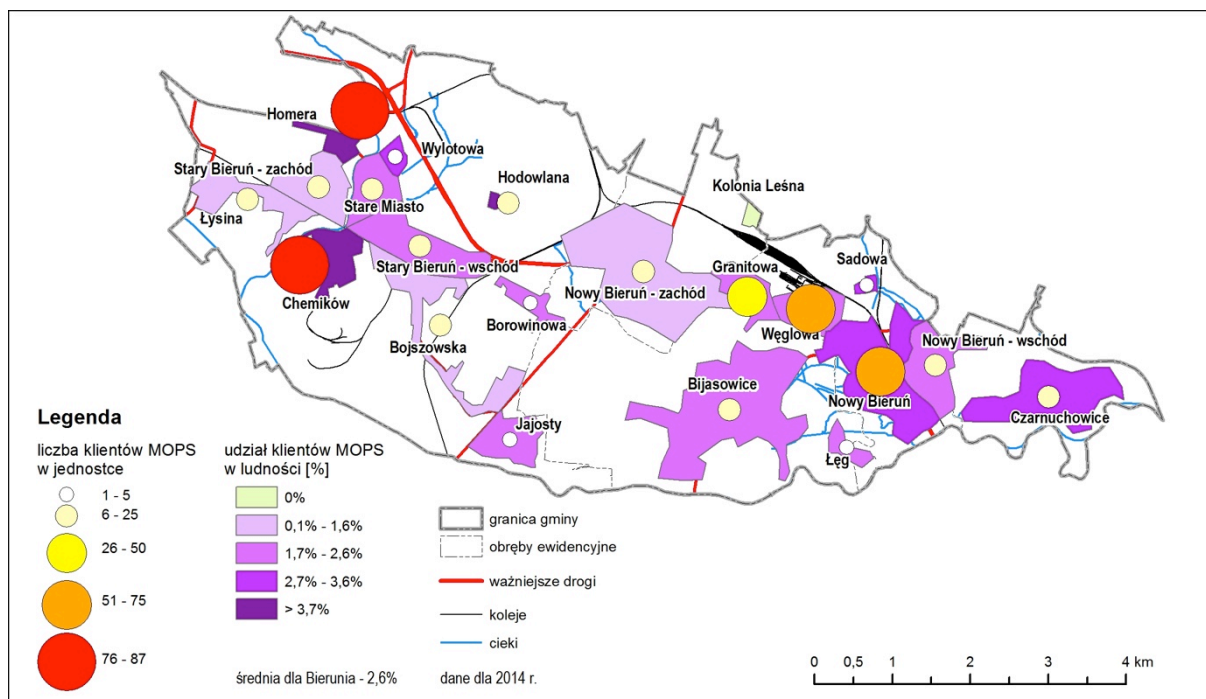 Homera
Wylotowa
Stary Bieruń - zachód
Hodowlana
Kolonia Leśna
Łysina
Stare Miasto
Stary Bieruń - wschód
Granitowa
Sadowa
Chemików
Nowy Bieruń - zachód
Borowinowa
Węglowa
Nowy Bieruń - wschód
Bojszowska
Bijasowice
Nowy Bieruń
Czarnuchowice
Jajosty
Łęg
Legenda
liczba klientów MOPS
w jednostce
1 - 5
6 - 25
26 - 50
51 - 75
76 - 87
udział klientów MOPS
w ludności [%]
0%
0,1% - 1,6%
1,7% - 2,6%
2,7% - 3,6%
> 3,7%
średnia dla Bierunia - 2,6%
granica gminy
obręby ewidencyjne
ważniejsze drogi
koleje
cieki
dane dla 2014 r.
0 0,5 1 2 3 4 km